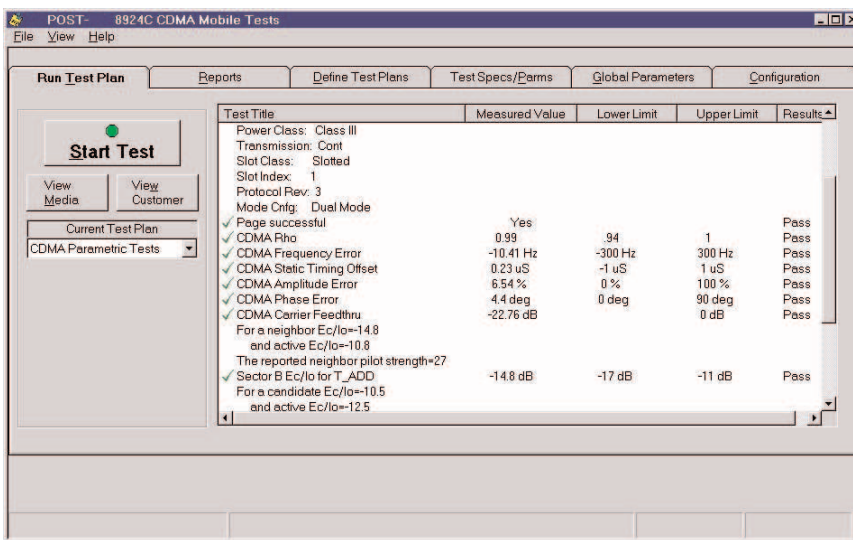 POST- 8924C CDMA Mobile Tests
File View Help
Run Test Plan Reports Define Test Plans Test Specs/Parms Global Parameters Configuration
Start Test
View Media
View Customer
Current Test Plan
CDMA Parametric Tests
Test Title Measured Value Lower Limit Upper Limit Results
Power Class: Class III
Transmission: Cont
Slot Class: Slotted
Slot Index: 1
Protocol Rev: 3
Mode Cnfg: Dual Mode
Page successful Yes Pass
CDMA Rho 0.99 .94 1 Pass
CDMA Frequency Error -10.41 Hz -300 Hz 300 Hz Pass
CDMA Static Timing Offset 0.23 uS -1 uS 1 uS Pass
CDMA Amplitude Error 6.54 % 0 % 100 % Pass
CDMA Phase Error 4.4 deg 0 deg 90 deg Pass
CDMA Carrier Feedthru -22.76 dB 0 dB Pass
For a neighbor Ec/Io=-14.8
and active Ec/Io=-10.8
The reported neighbor pilot strength=27
Sector B Ec/Io for T_ADD -14.8 dB -17 dB -11 dB Pass
For a candidate Ec/Io=-10.5
and active Ec/Io=-12.5